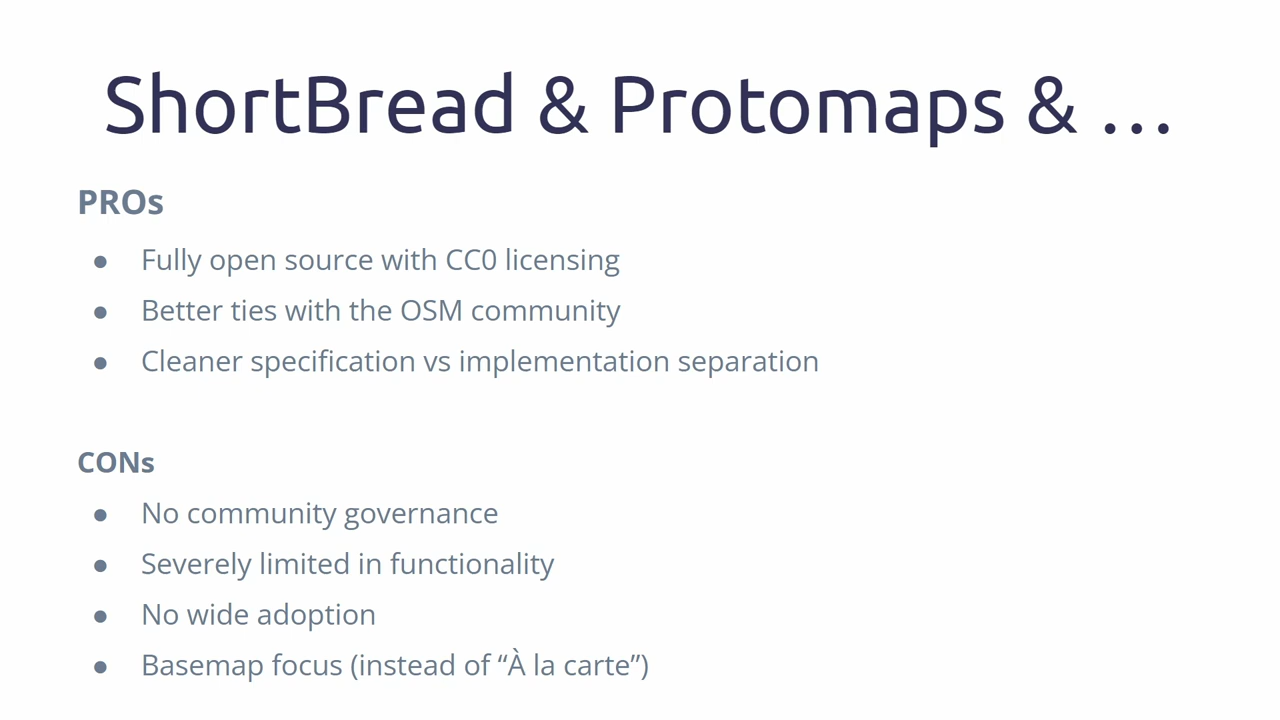 ShortBread & Protomaps & ...
PROs
● Fully open source with CC0 licensing
● Better ties with the OSM community
● Cleaner specification vs implementation separation
CONs
● No community governance
● Severely limited in functionality
● No wide adoption
● Basemap focus (instead of “À la carte”)